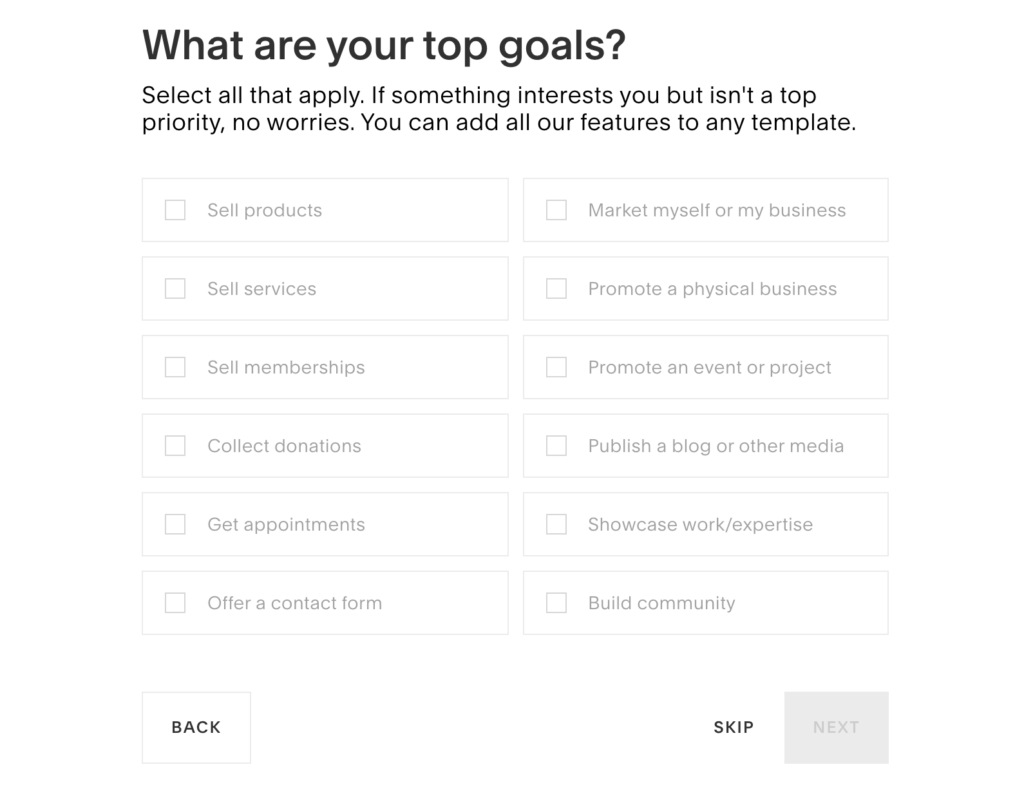 What are your top goals?
Select all that apply. If something interests you but isn't a top
priority, no worries. You can add all our features to any template.
Sell products
Market myself or my business
Sell services
Promote a physical business
Sell memberships
Promote an event or project
Collect donations
Publish a blog or other media
Get appointments
Showcase work/expertise
Offer a contact form
Build community
BACK
SKIP
NEXT